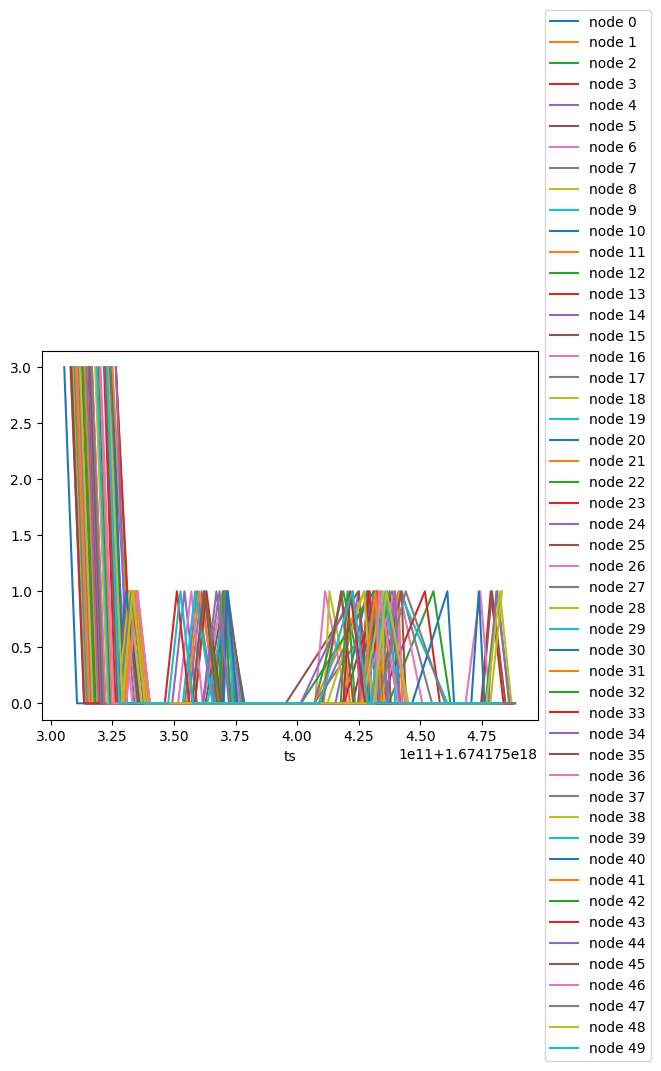 node 0
node 1
node 2
node 3
node 4
node 5
node 6
node 7
node 8
node 9
node 10
node 11
node 12
node 13
node 14
node 15
node 16
node 17
node 18
node 19
node 20
node 21
node 22
node 23
node 24
node 25
node 26
node 27
node 28
node 29
node 30
node 31
node 32
node 33
node 34
node 35
node 36
node 37
node 38
node 39
node 40
node 41
node 42
node 43
node 44
node 45
node 46
node 47
node 48
node 49
3.0
2.5
2.0
1.5
1.0
0.5
0.0
3.00 3.25 3.50 3.75 4.00 4.25 4.50 4.75
1e11+1.674175e18
ts